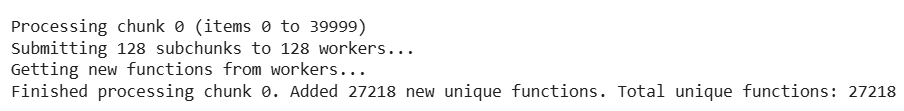 Processing chunk 0 (items 0 to 39999)
Submitting 128 subchunks to 128 workers...
Getting new functions from workers...
Finished processing chunk 0. Added 27218 new unique functions. Total unique functions: 27218